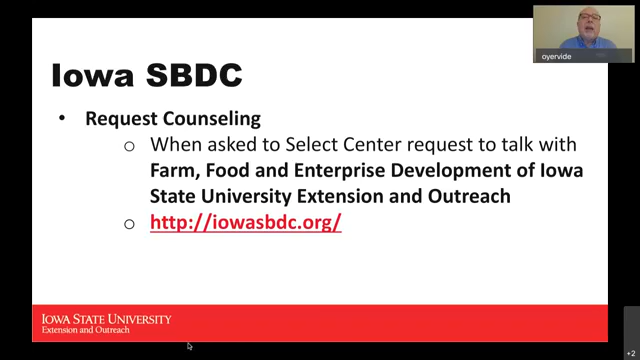 Iowa SBDC
• Request Counseling
o When asked to Select Center request to talk with
Farm, Food and Enterprise Development of Iowa
State University Extension and Outreach
o http://iowasbdc.org/
IOWA STATE UNIVERSITY
Extension and Outreach
oyervide
+2